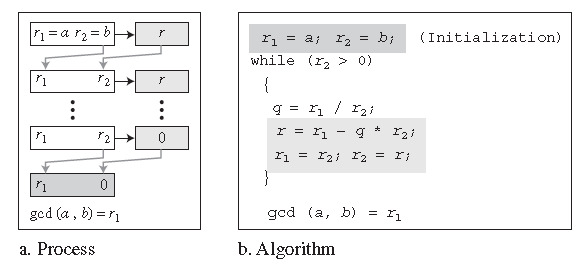 r₁ = a r₂ = b r
r₁ r₂ r
r₁ r₂ 0
r₁ 0
gcd (a , b) = r₁
a. Process
r₁ = a; r₂ = b; (Initialization)
while (r₂ > 0)
{
q = r₁ / r₂;
r = r₁ - q * r₂;
r₁ = r₂; r₂ = r;
}
gcd (a, b) = r₁
b. Algorithm